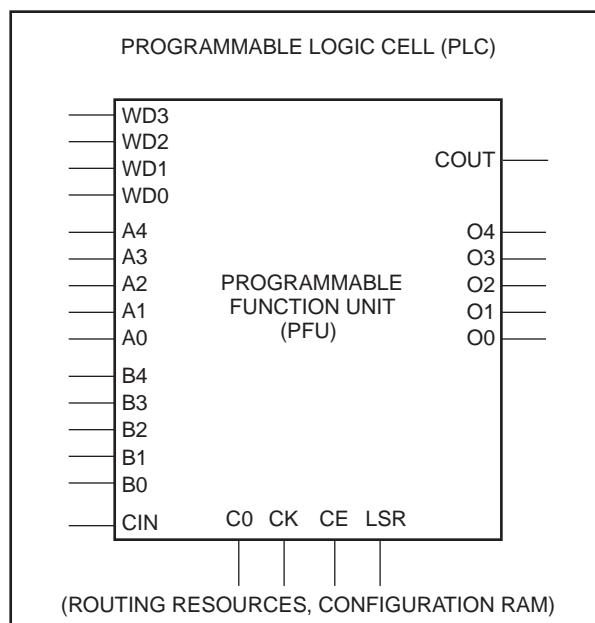 PROGRAMMABLE LOGIC CELL (PLC)
WD3
WD2
WD1
WD0
A4
A3
A2
A1
A0
B4
B3
B2
B1
B0
CIN
PROGRAMMABLE
FUNCTION UNIT
(PFU)
COUT
O4
O3
O2
O1
O0
C0 CK CE LSR
(ROUTING RESOURCES, CONFIGURATION RAM)